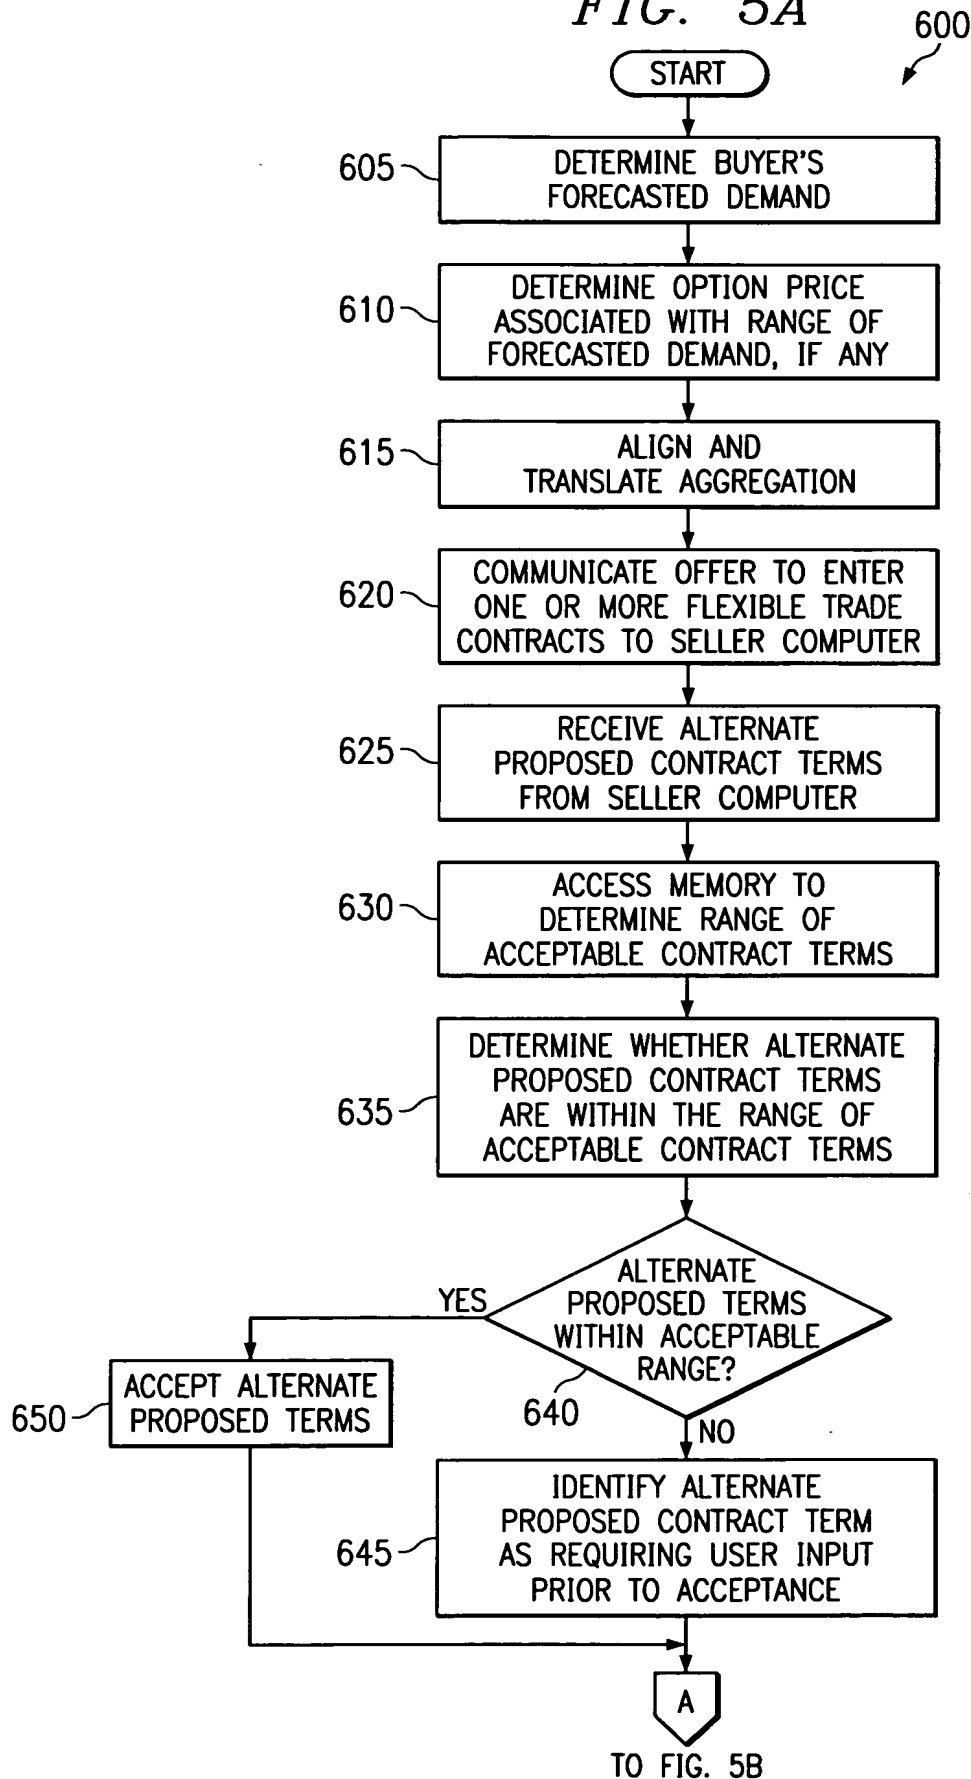 FIG. 5A
600
START
605
DETERMINE BUYER'S
FORECASTED DEMAND
610
DETERMINE OPTION PRICE
ASSOCIATED WITH RANGE OF
FORECASTED DEMAND, IF ANY
615
ALIGN AND
TRANSLATE AGGREGATION
620
COMMUNICATE OFFER TO ENTER
ONE OR MORE FLEXIBLE TRADE
CONTRACTS TO SELLER COMPUTER
625
RECEIVE ALTERNATE
PROPOSED CONTRACT TERMS
FROM SELLER COMPUTER
630
ACCESS MEMORY TO
DETERMINE RANGE OF
ACCEPTABLE CONTRACT TERMS
635
DETERMINE WHETHER ALTERNATE
PROPOSED CONTRACT TERMS
ARE WITHIN THE RANGE OF
ACCEPTABLE CONTRACT TERMS
ALTERNATE
PROPOSED TERMS
WITHIN ACCEPTABLE
RANGE?
640
YES
650
ACCEPT ALTERNATE
PROPOSED TERMS
NO
645
IDENTIFY ALTERNATE
PROPOSED CONTRACT TERM
AS REQUIRING USER INPUT
PRIOR TO ACCEPTANCE
A
TO FIG. 5B